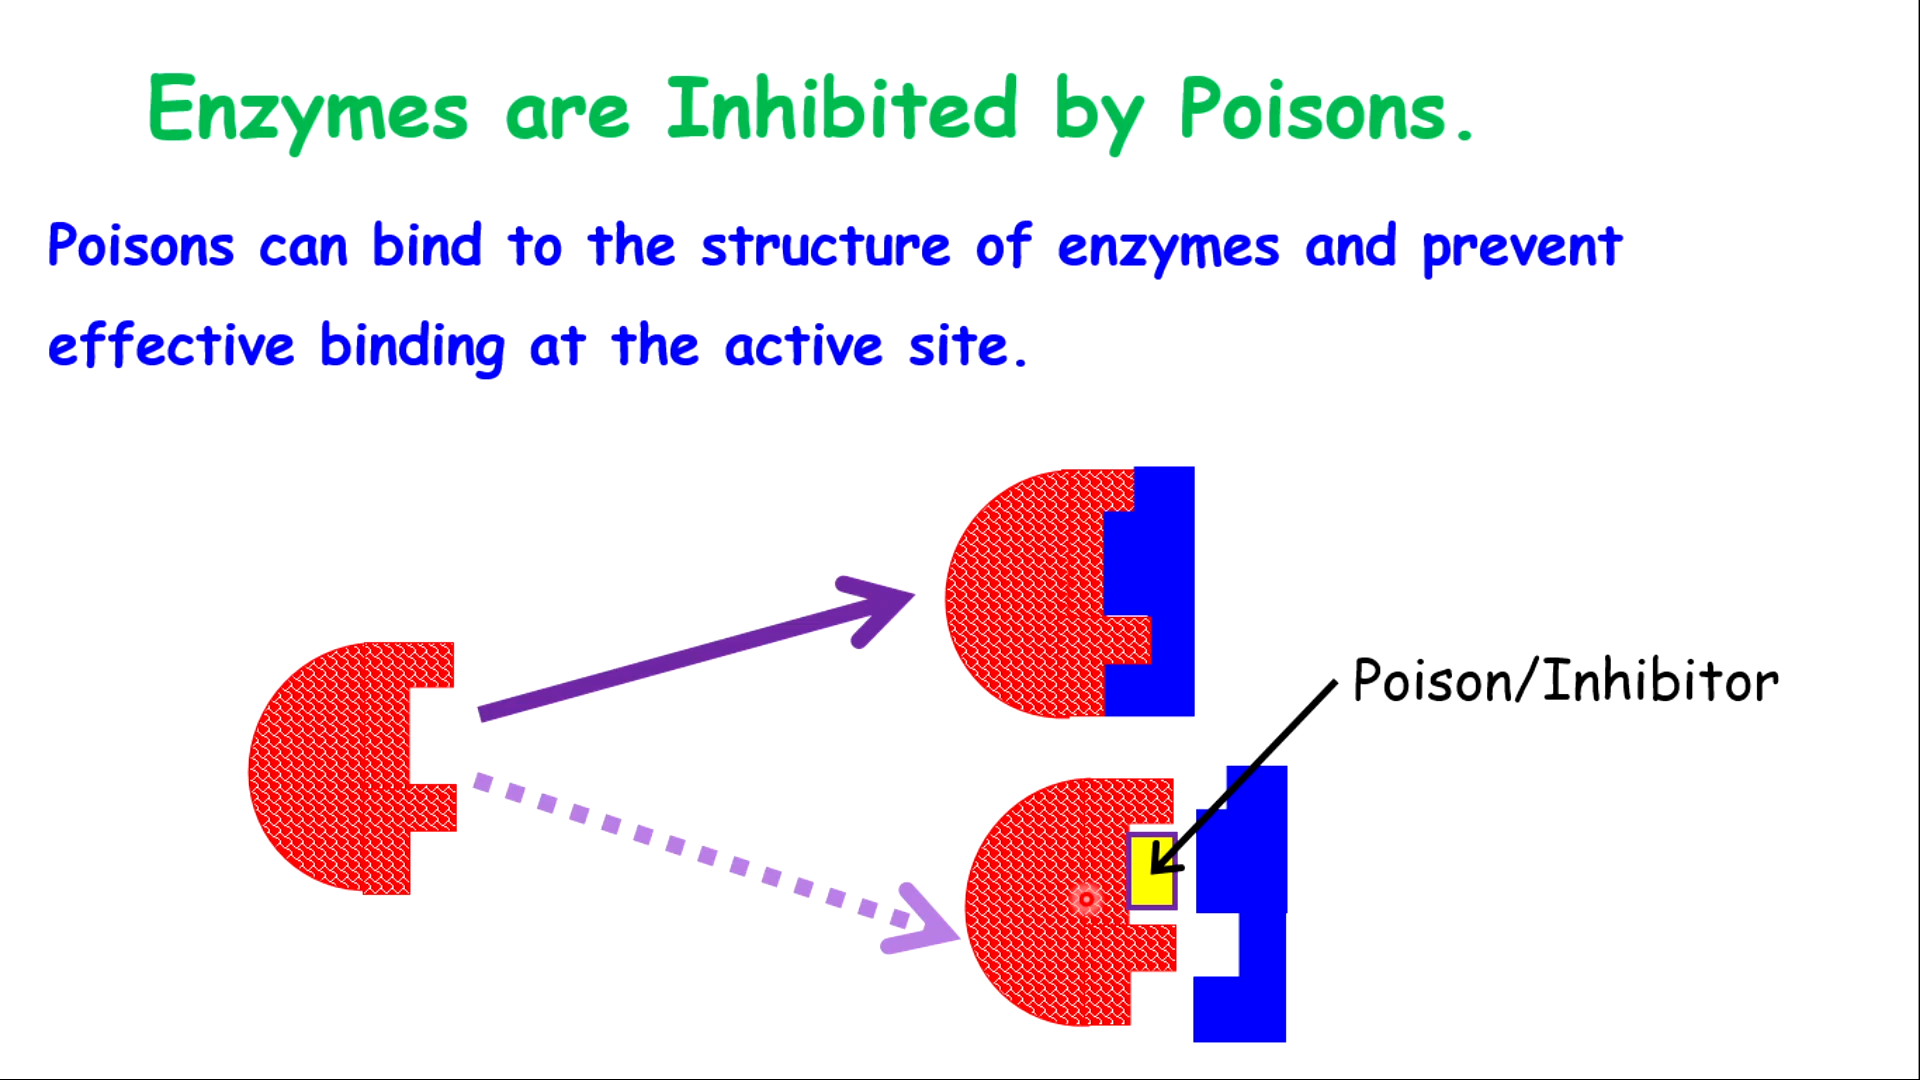 Enzymes are Inhibited by Poisons.
Poisons can bind to the structure of enzymes and prevent
effective binding at the active site.
Poison/Inhibitor